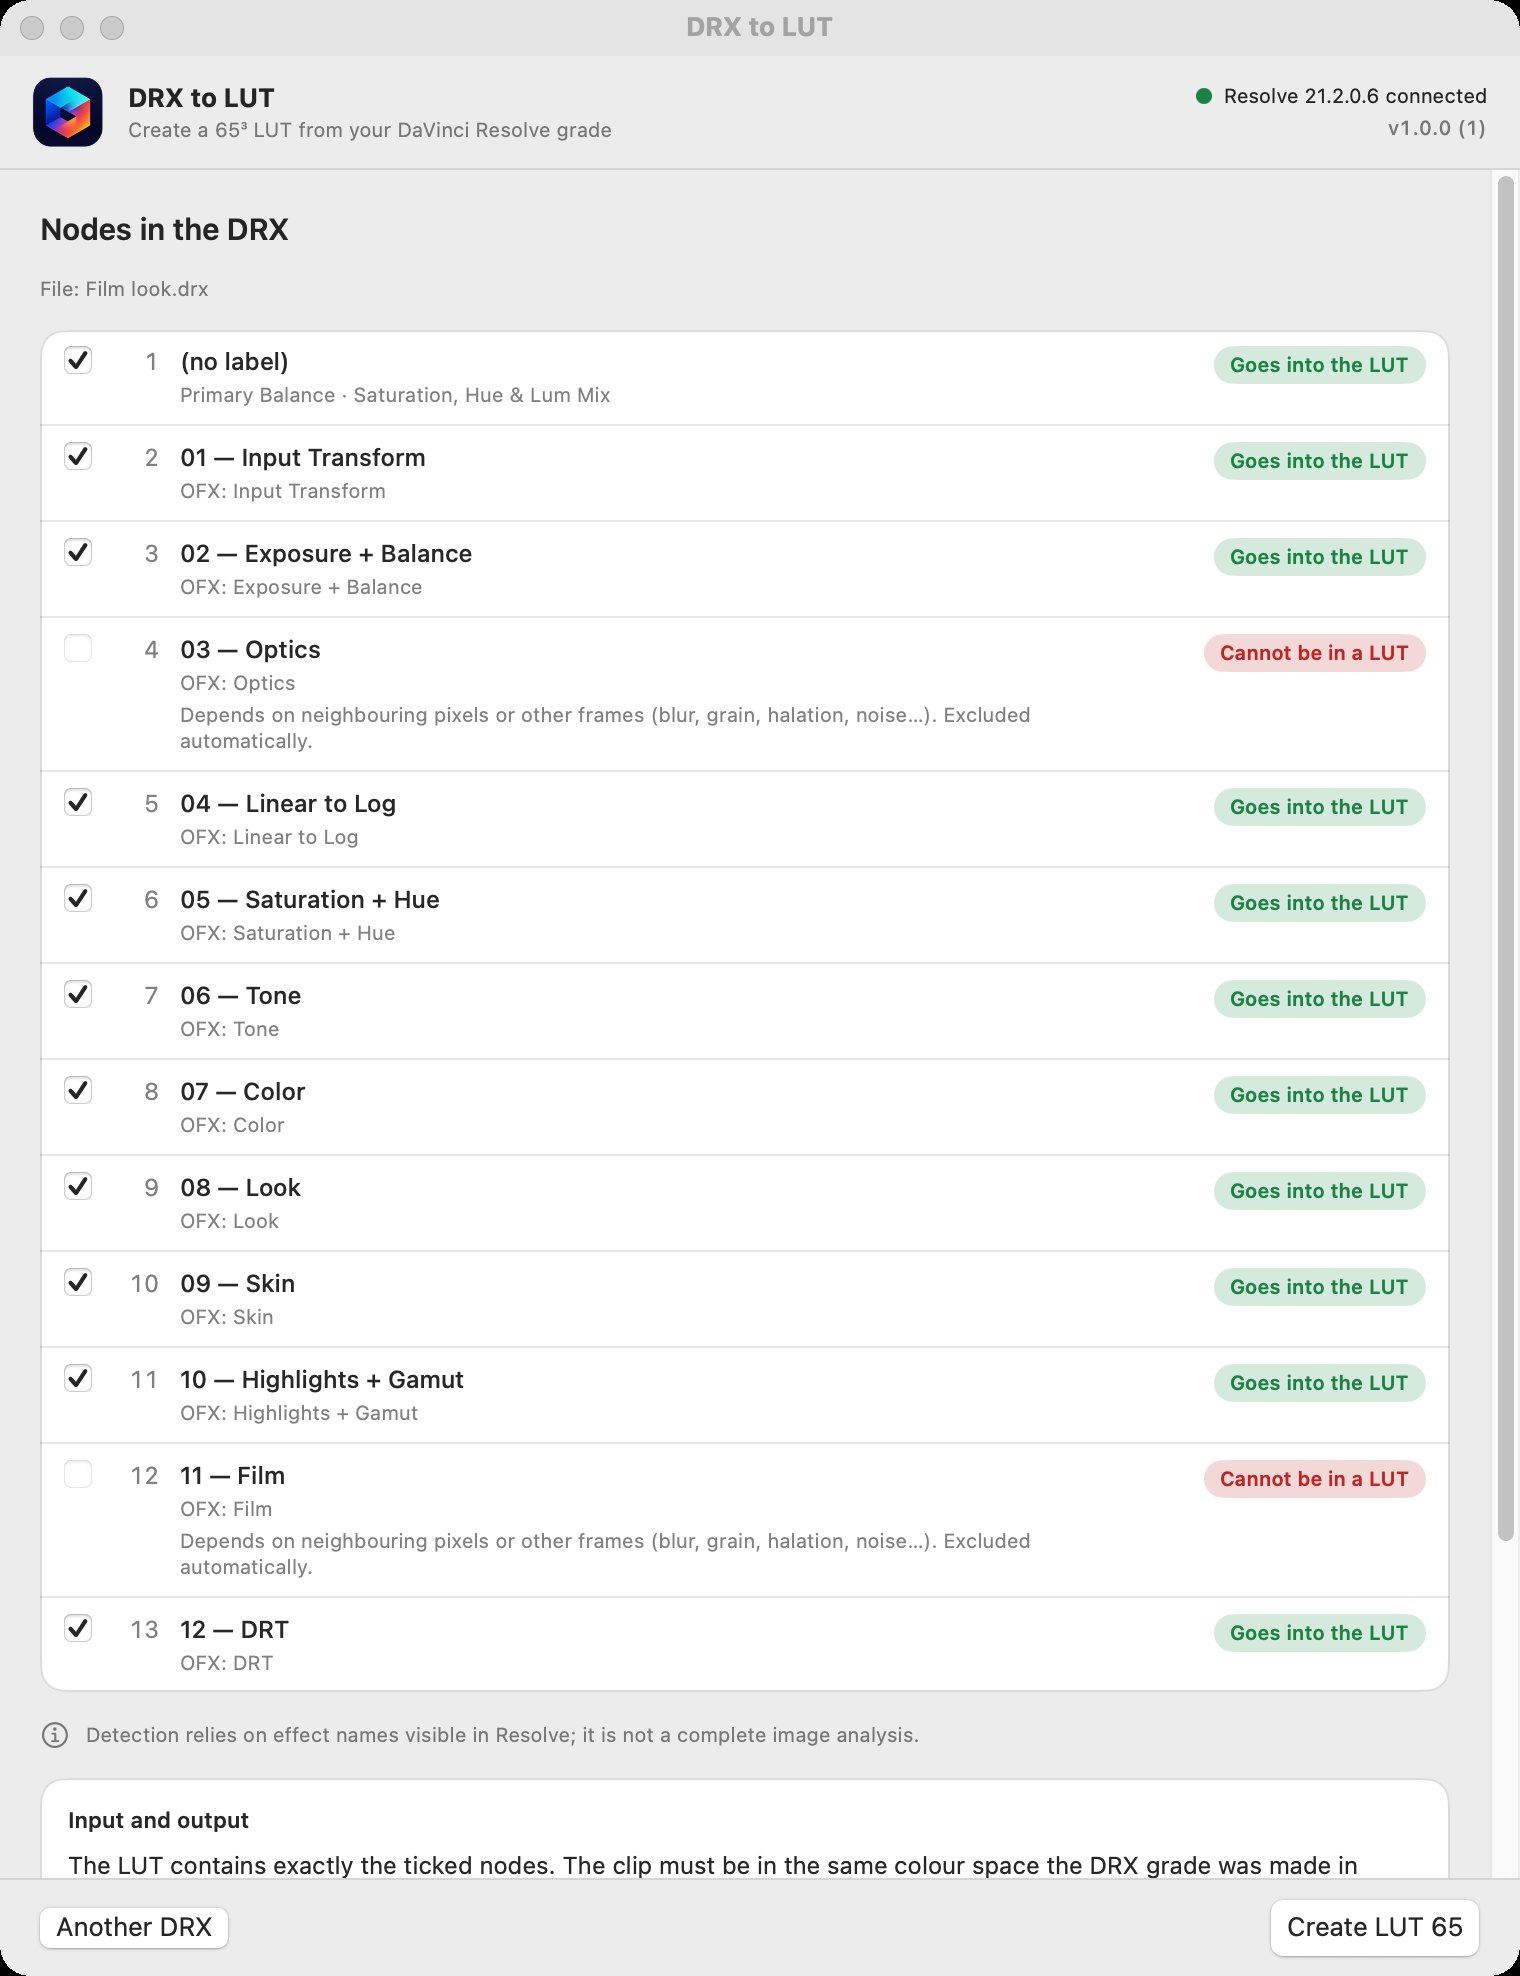 DRX to LUT
DRX to LUT
Create a 65³ LUT from your DaVinci Resolve grade
Resolve 21.2.0.6 connected
v1.0.0 (1)
Nodes in the DRX
File: Film look.drx
1 (no label) Goes into the LUT
Primary Balance · Saturation, Hue & Lum Mix
2 01 — Input Transform Goes into the LUT
OFX: Input Transform
3 02 — Exposure + Balance Goes into the LUT
OFX: Exposure + Balance
4 03 — Optics Cannot be in a LUT
OFX: Optics
Depends on neighbouring pixels or other frames (blur, grain, halation, noise...). Excluded
automatically.
5 04 — Linear to Log Goes into the LUT
OFX: Linear to Log
6 05 — Saturation + Hue Goes into the LUT
OFX: Saturation + Hue
7 06 — Tone Goes into the LUT
OFX: Tone
8 07 — Color Goes into the LUT
OFX: Color
9 08 — Look Goes into the LUT
OFX: Look
10 09 — Skin Goes into the LUT
OFX: Skin
11 10 — Highlights + Gamut Goes into the LUT
OFX: Highlights + Gamut
12 11 — Film Cannot be in a LUT
OFX: Film
Depends on neighbouring pixels or other frames (blur, grain, halation, noise...). Excluded
automatically.
13 12 — DRT Goes into the LUT
OFX: DRT
Detection relies on effect names visible in Resolve; it is not a complete image analysis.
Input and output
The LUT contains exactly the ticked nodes. The clip must be in the same colour space the DRX grade was made in
Another DRX
Create LUT 65